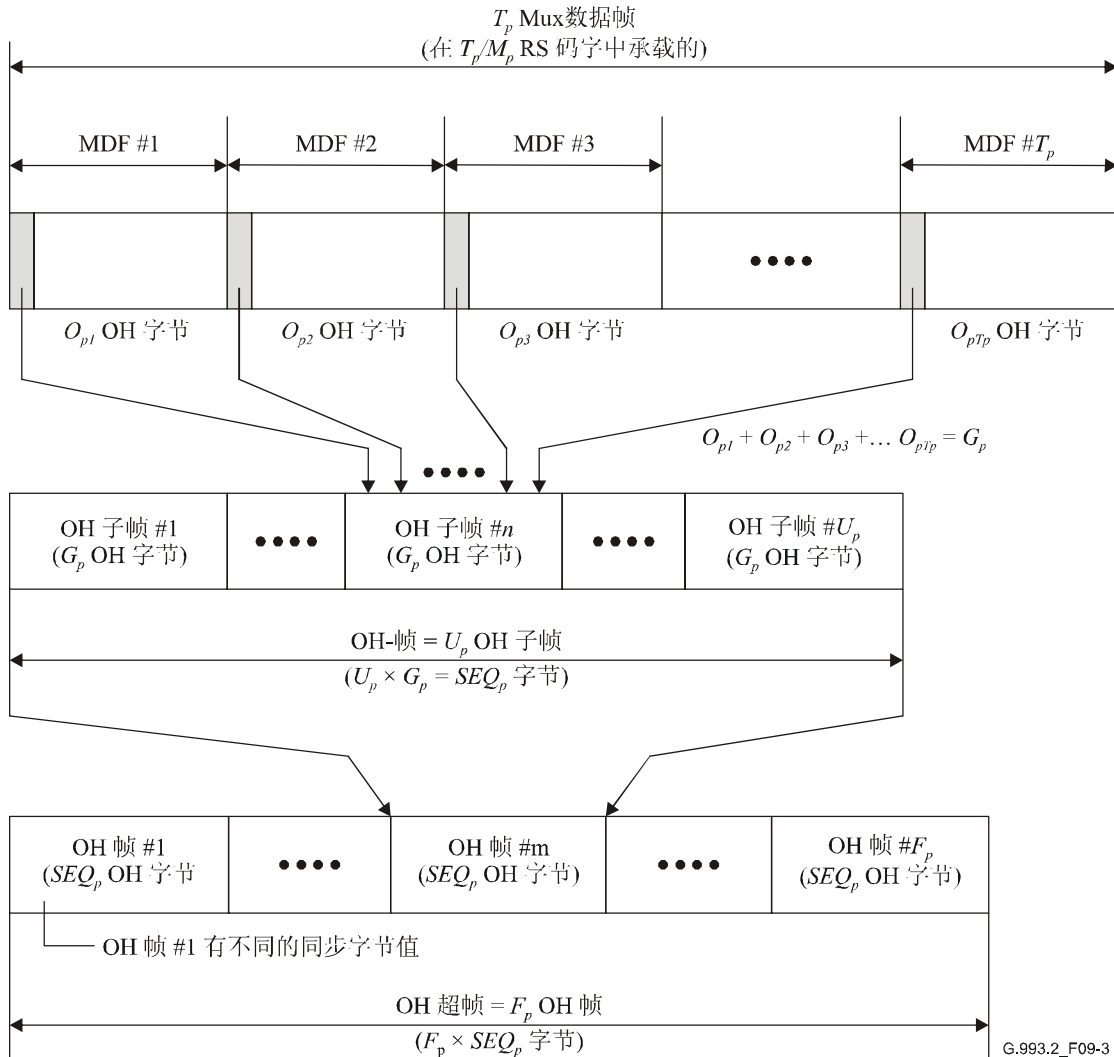 T_p Mux数据帧
(在 T_p/M_p RS 码字中承载的)
MDF #1
MDF #2
MDF #3
MDF #T_p
O_p1 OH 字节
O_p2 OH 字节
O_p3 OH 字节
O_pTp OH 字节
O_p1 + O_p2 + O_p3 +… O_pTp = G_p
OH 子帧 #1
(G_p OH 字节)
OH 子帧 #n
(G_p OH 字节)
OH 子帧 #U_p
(G_p OH 字节)
OH-帧 = U_p OH 子帧
(U_p × G_p = SEQ_p 字节)
OH 帧 #1
(SEQ_p OH 字节
OH 帧 #m
(SEQ_p OH 字节)
OH 帧 #F_p
(SEQ_p OH 字节)
OH 帧 #1 有不同的同步字节值
OH 超帧 = F_p OH 帧
(F_p × SEQ_p 字节)
G.993.2_F09-3